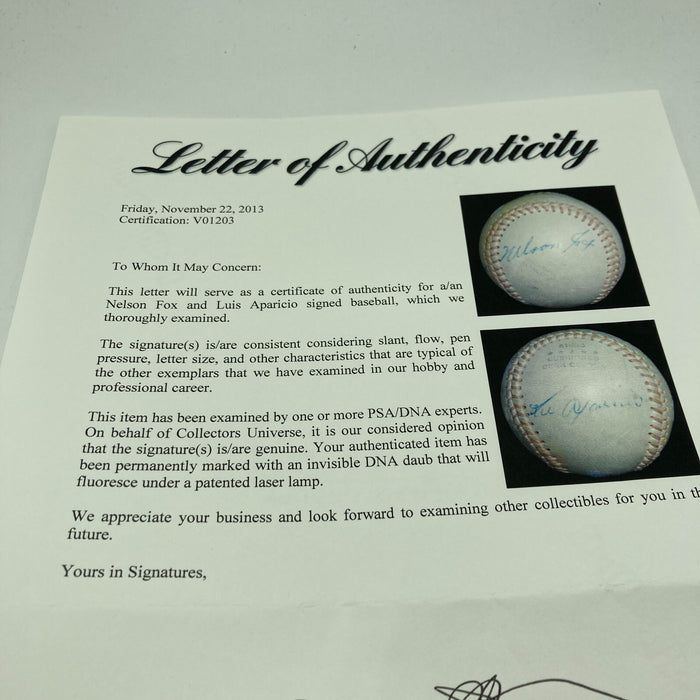 Letter of Authenticity
Friday, November 22, 2013
Certification: V01203
To Whom It May Concern:
This letter will serve as a certificate of authenticity for a/an
Nelson Fox and Luis Aparicio signed baseball, which we
thoroughly examined.
The signature(s) is/are consistent considering slant, flow, pen
pressure, letter size, and other characteristics that are typical of
the other exemplars that we have examined in our hobby and
professional career.
This item has been examined by one or more PSA/DNA experts.
On behalf of Collectors Universe, it is our considered opinion
that the signature(s) is/are genuine. Your authenticated item has
been permanently marked with an invisible DNA daub that will
fluoresce under a patented laser lamp.
We appreciate your business and look forward to examining other collectibles for you in th
future.
Yours in Signatures,
Nelson Fox
Aparicio